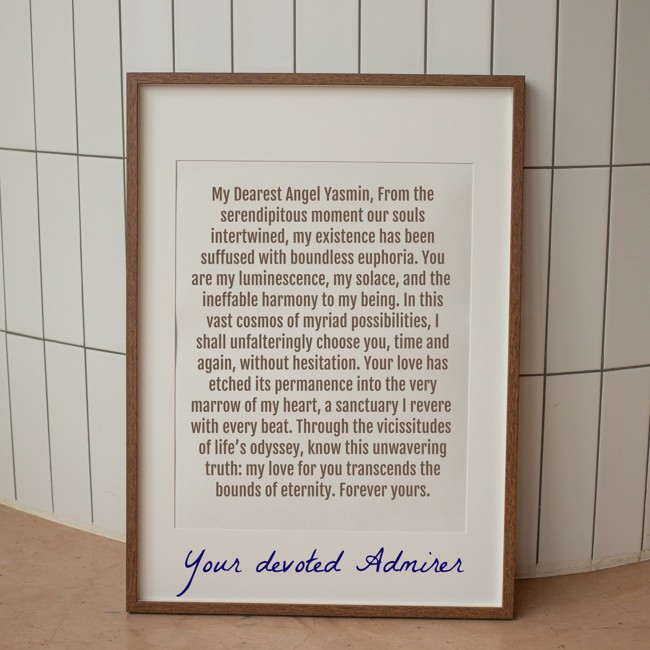 My Dearest Angel Yasmin, From the
serendipitous moment our souls
intertwined, my existence has been
suffused with boundless euphoria. You
are my luminescence, my solace, and the
ineffable harmony to my being. In this
vast cosmos of myriad possibilities, I
shall unfalteringly choose you, time and
again, without hesitation. Your love has
etched its permanence into the very
marrow of my heart, a sanctuary I revere
with every beat. Through the vicissitudes
of life’s odyssey, know this unwavering
truth: my love for you transcends the
bounds of eternity. Forever yours.
Your devoted Admirer